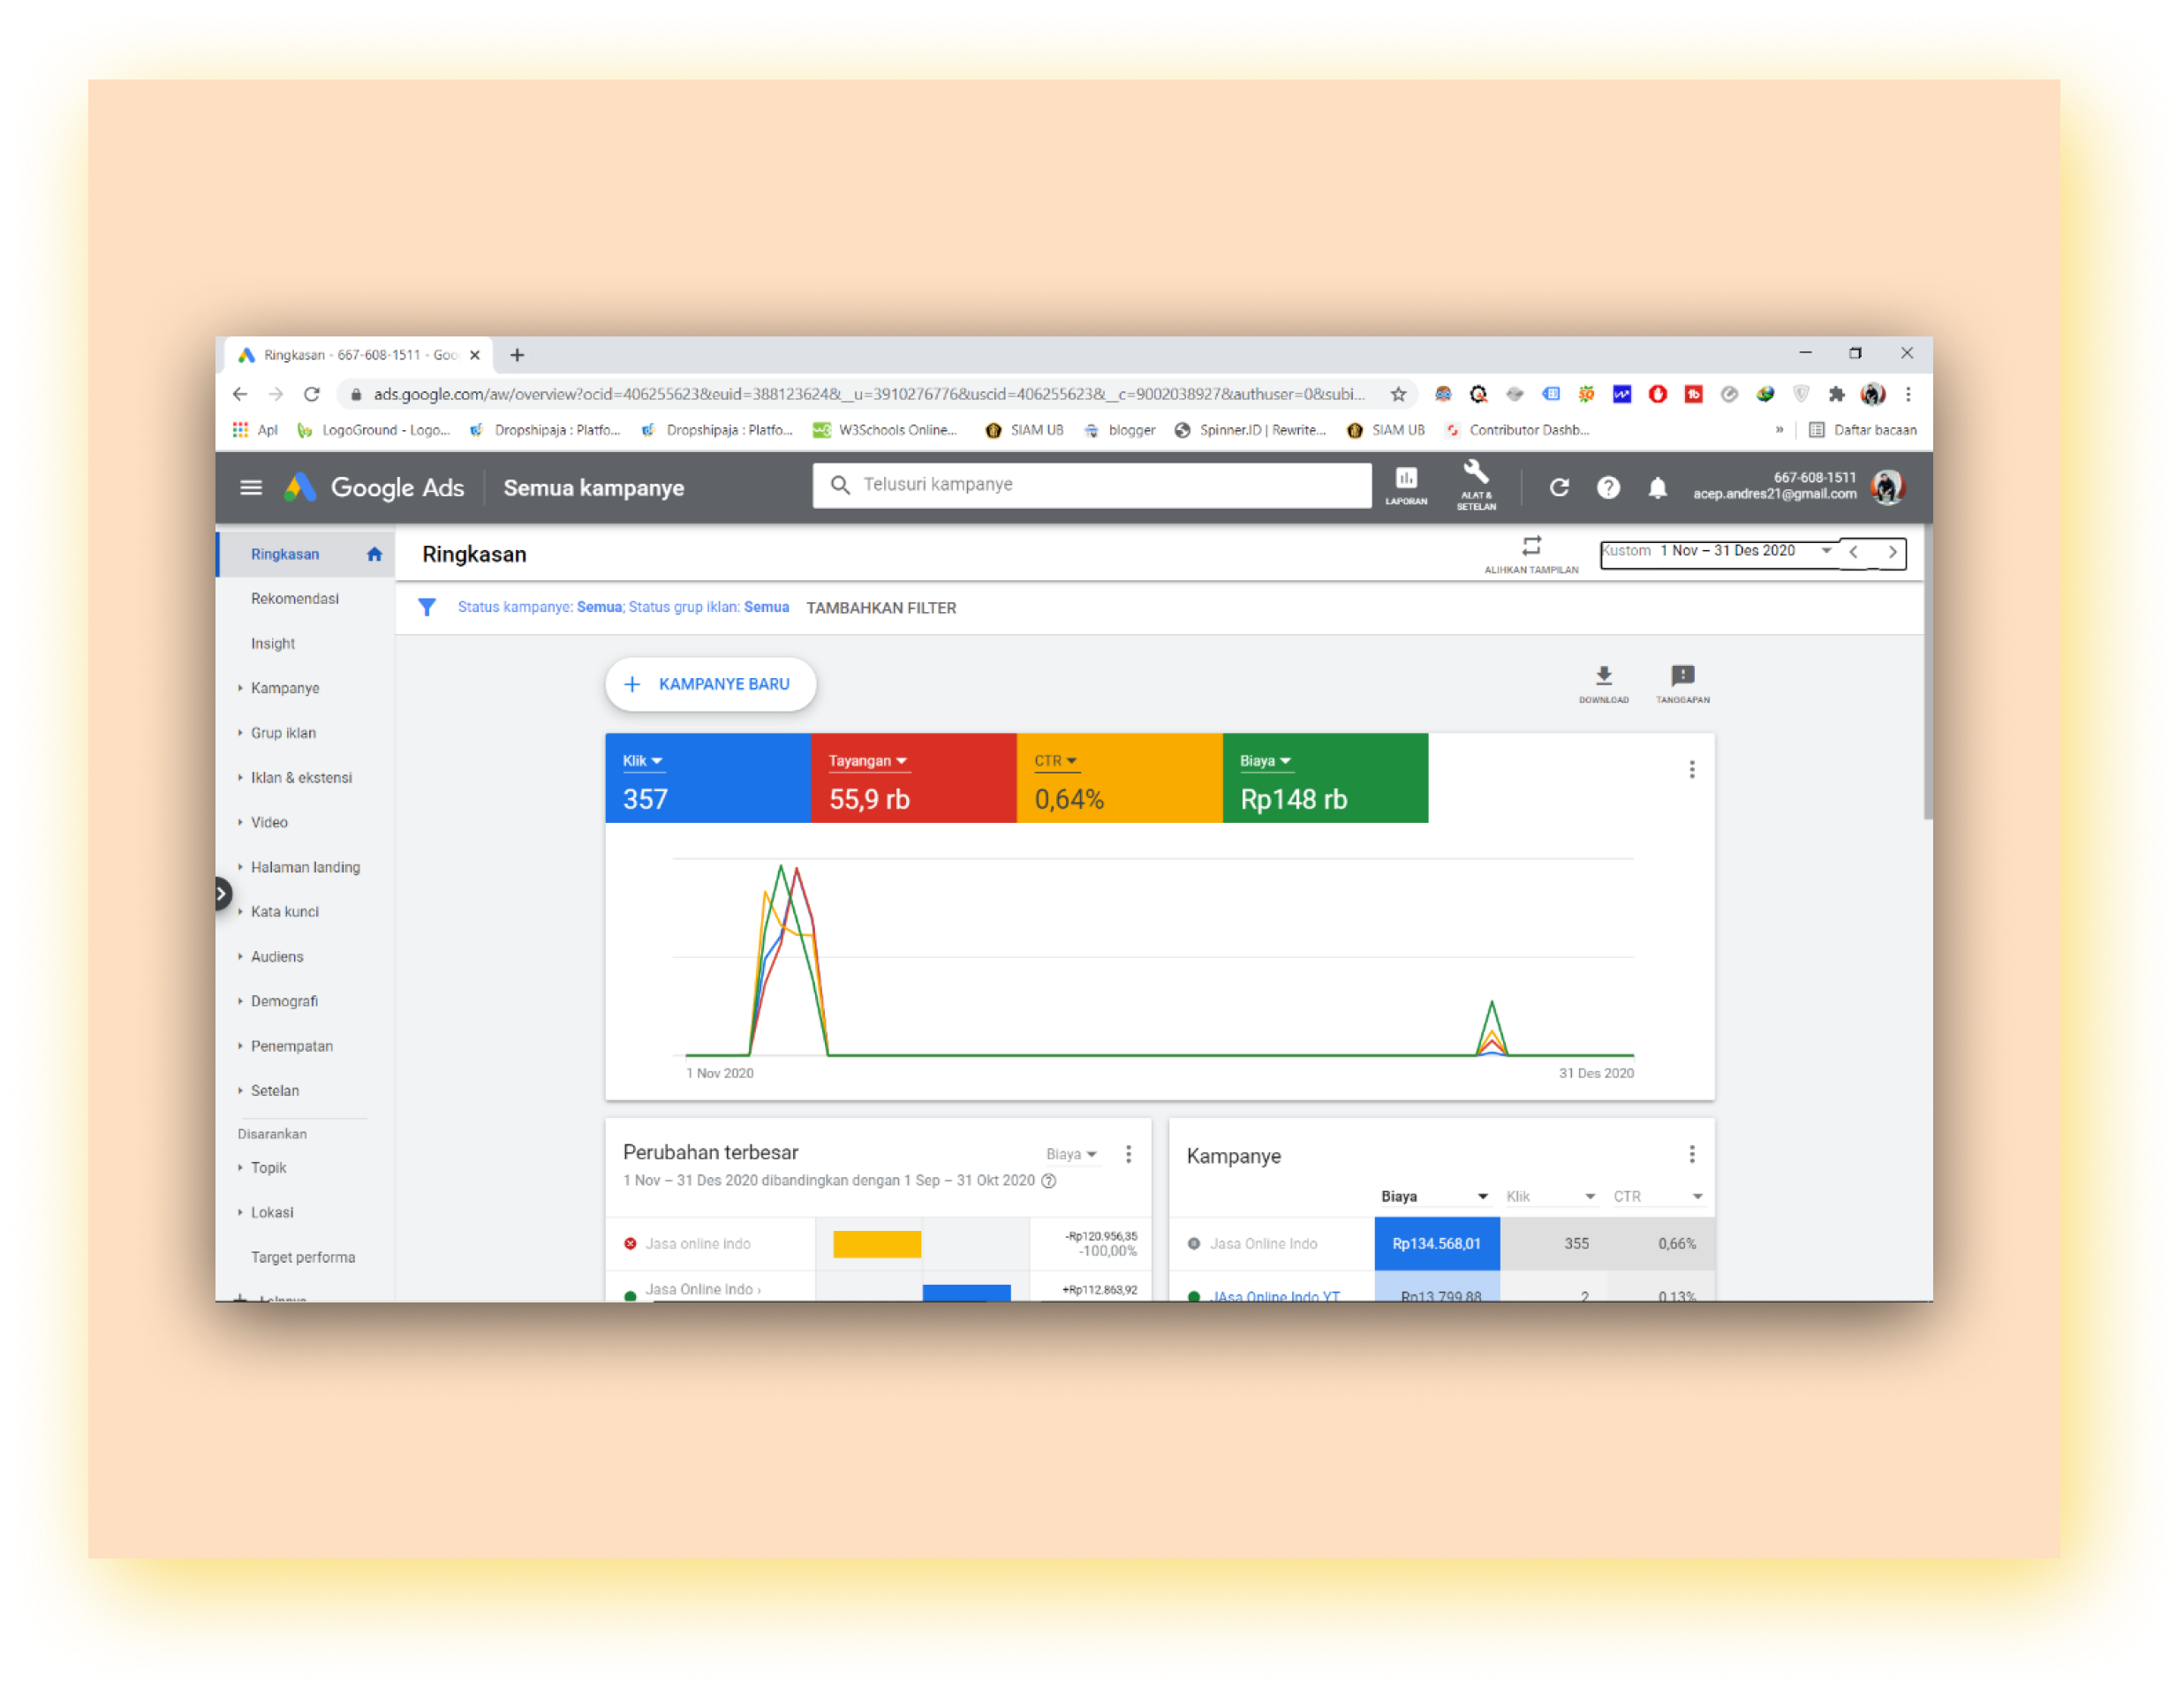 Ringkasan - 667-608-1511 - Goo
ads.google.com/aw/overview?ocid=406255623&euid=388123624&__u=3910276776&uscid=406255623&__c=9002038927&authuser=0&subi...
Apl LogoGround - Logo... Dropshipaja : Platfo... Dropshipaja : Platfo... W3Schools Online... SIAM UB blogger Spinner.ID | Rewrite... SIAM UB Contributor Dashb... » Daftar bacaan
Google Ads Semua kampanye
Telusuri kampanye
LAPORAN
ALAT &
SETELAN
667-608-1511
acep.andres21@gmail.com
Ringkasan
Rekomendasi
Insight
Kampanye
Grup iklan
Iklan & ekstensi
Video
Halaman landing
Kata kunci
Audiens
Demografi
Penempatan
Setelan
Disarankan
Topik
Lokasi
Target performa
Ringkasan
ALIHKAN TAMPILAN
Kustom 1 Nov – 31 Des 2020
Status kampanye: Semua; Status grup iklan: Semua TAMBAHKAN FILTER
KAMPANYE BARU
DOWNLOAD
TANGGAPAN
Klik
357
Tayangan
55,9 rb
CTR
0,64%
Biaya
Rp148 rb
1 Nov 2020
31 Des 2020
Perubahan terbesar
Biaya
1 Nov – 31 Des 2020 dibandingkan dengan 1 Sep – 31 Okt 2020
Jasa online indo
-Rp120.956,35
-100,00%
Jasa Online Indo ›
+Rp112.863,92
Kampanye
Biaya Klik CTR
Jasa Online Indo Rp134.568,01 355 0,66%
JAsa Online Indo YT Rp13.799,88 2 0,13%